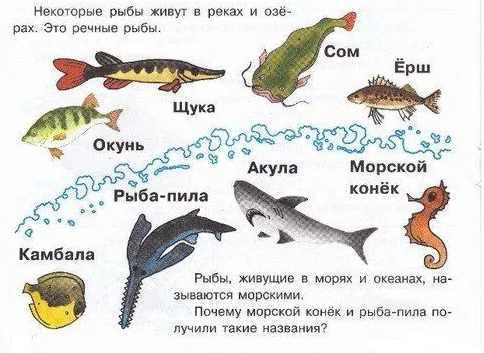 Некоторые рыбы живут в реках и озё-
рах. Это речные рыбы.
Сом
Ёрш
Щука
Окунь
Акула
Морской
конёк
Рыба-пила
Камбала
Рыбы, живущие в морях и океанах, на-
зываются морскими.
Почему морской конёк и рыба-пила по-
лучили такие названия?